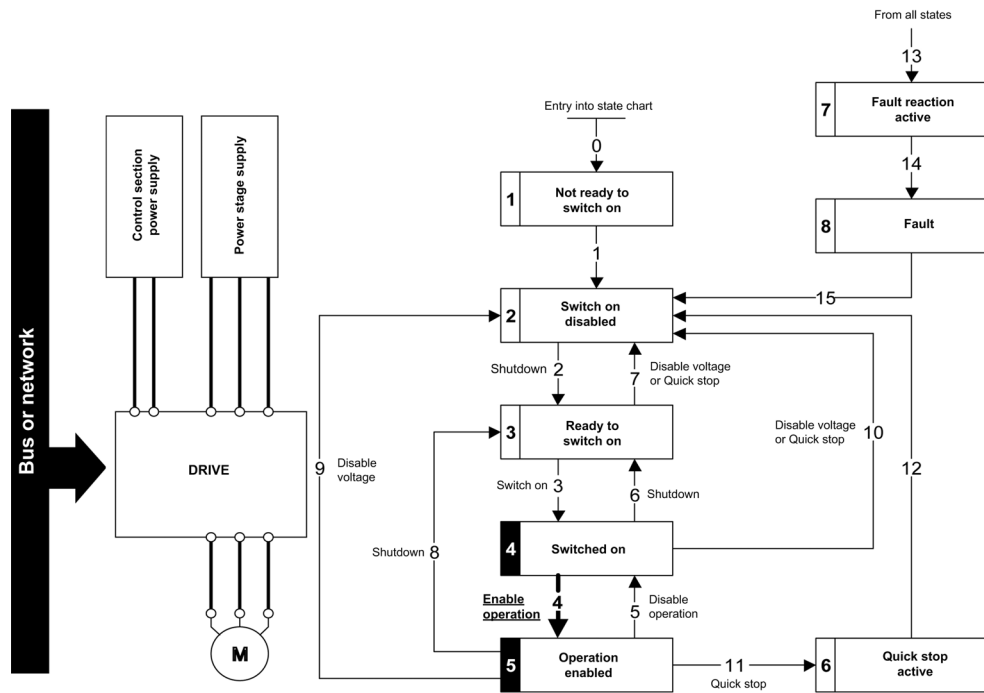 From all states
13
7
Fault reaction
active
14
8
Fault
15
Entry into state chart
0
1
Not ready to
switch on
1
2
Switch on
disabled
Shutdown 2
7
Disable voltage
or Quick stop
3
Ready to
switch on
Switch on 3
6 Shutdown
4
Switched on
Enable
operation
4
5
Disable
operation
5
Operation
enabled
11
Quick stop
6
Quick stop
active
Disable voltage
or Quick stop
10
12
9
Disable
voltage
Shutdown 8
Bus or network
Control section
power supply
Power stage supply
DRIVE
M